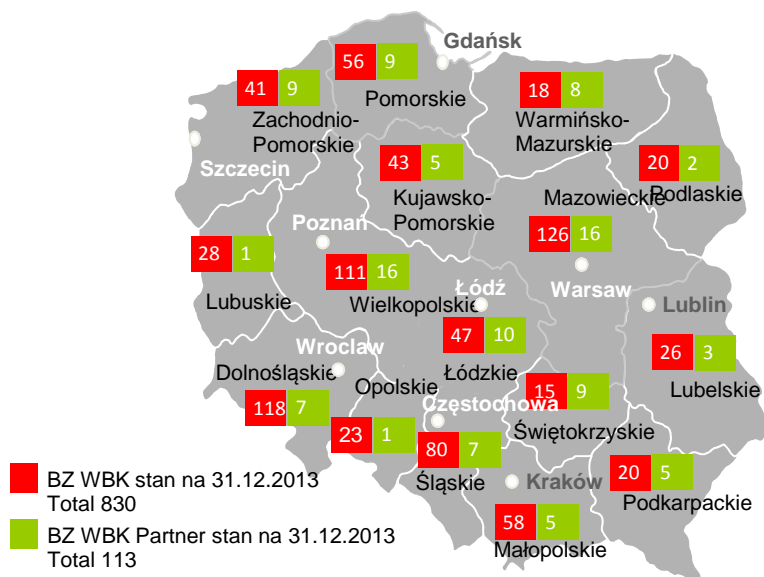 Gdańsk
56 9
Pomorskie
41 9
Zachodnio-
Pomorskie
18 8
Warmińsko-
Mazurskie
Szczecin
43 5
Kujawsko-
Pomorskie
20 2
Podlaskie
Mazowieckie
126 16
Warsaw
Poznań
28 1
Lubuskie
111 16
Wielkopolskie
Łódź
47 10
Łódzkie
Lublin
26 3
Lubelskie
Wroclaw
Dolnośląskie
118 7
Opolskie
23 1
Częstochowa
80 7
Śląskie
15 9
Świętokrzyskie
Kraków
58 5
Małopolskie
20 5
Podkarpackie
BZ WBK stan na 31.12.2013
Total 830
BZ WBK Partner stan na 31.12.2013
Total 113